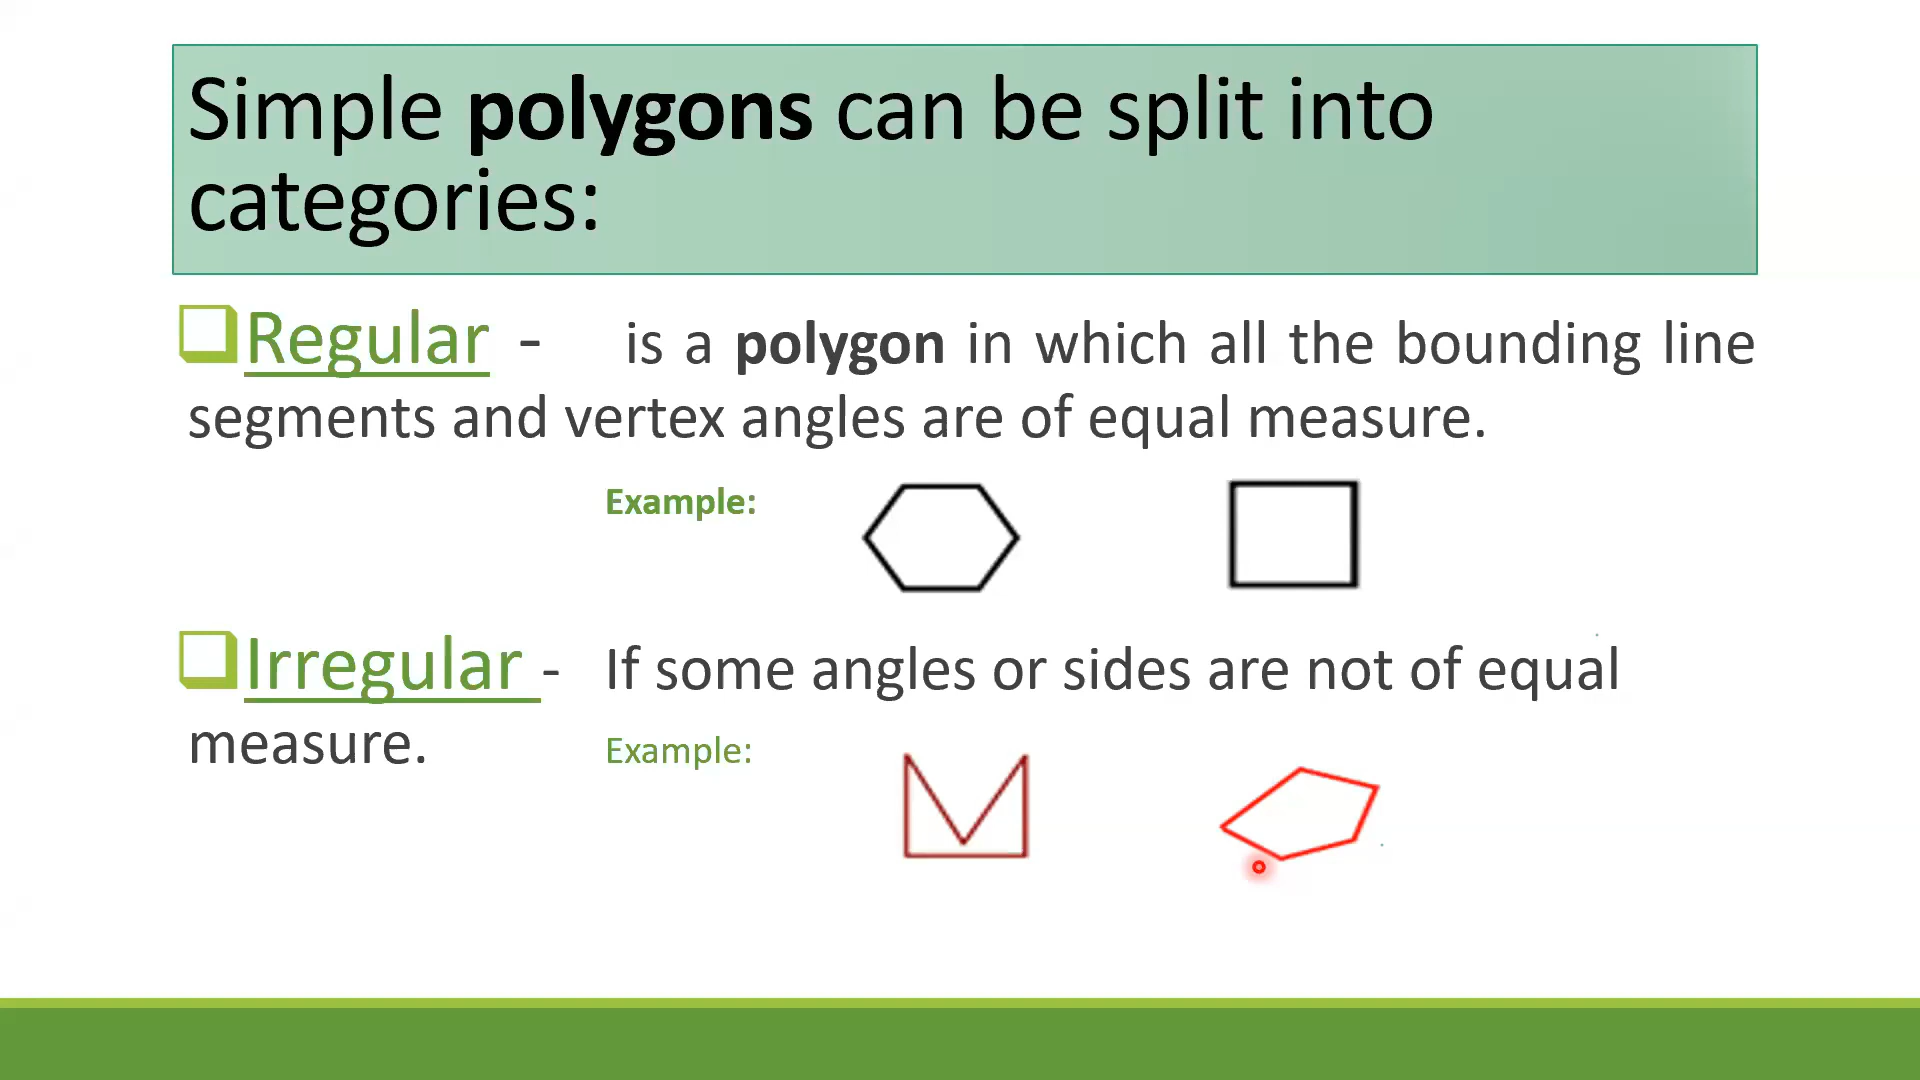 Simple polygons can be split into
categories:
Regular - is a polygon in which all the bounding line
segments and vertex angles are of equal measure.
Example:
Irregular - If some angles or sides are not of equal
measure.
Example: